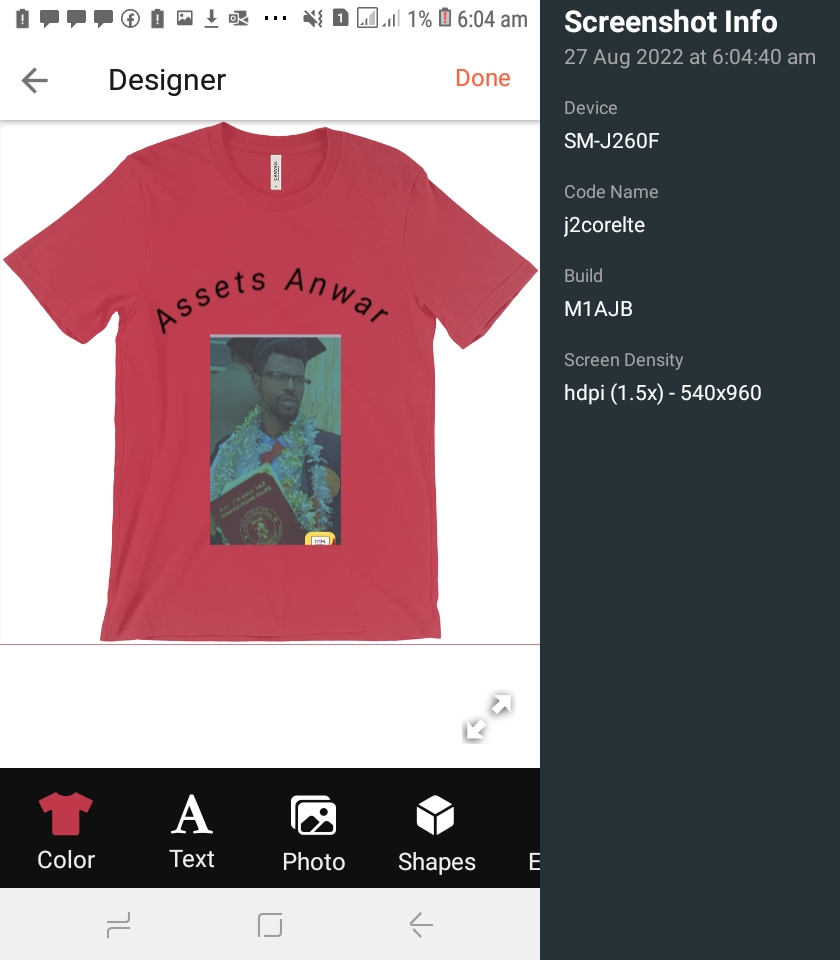 1% 6:04 am
Designer
Done
CANVAS
Assets Anwar
Color
Text
Photo
Shapes
E
Screenshot Info
27 Aug 2022 at 6:04:40 am
Device
SM-J260F
Code Name
j2corelte
Build
M1AJB
Screen Density
hdpi (1.5x) - 540x960